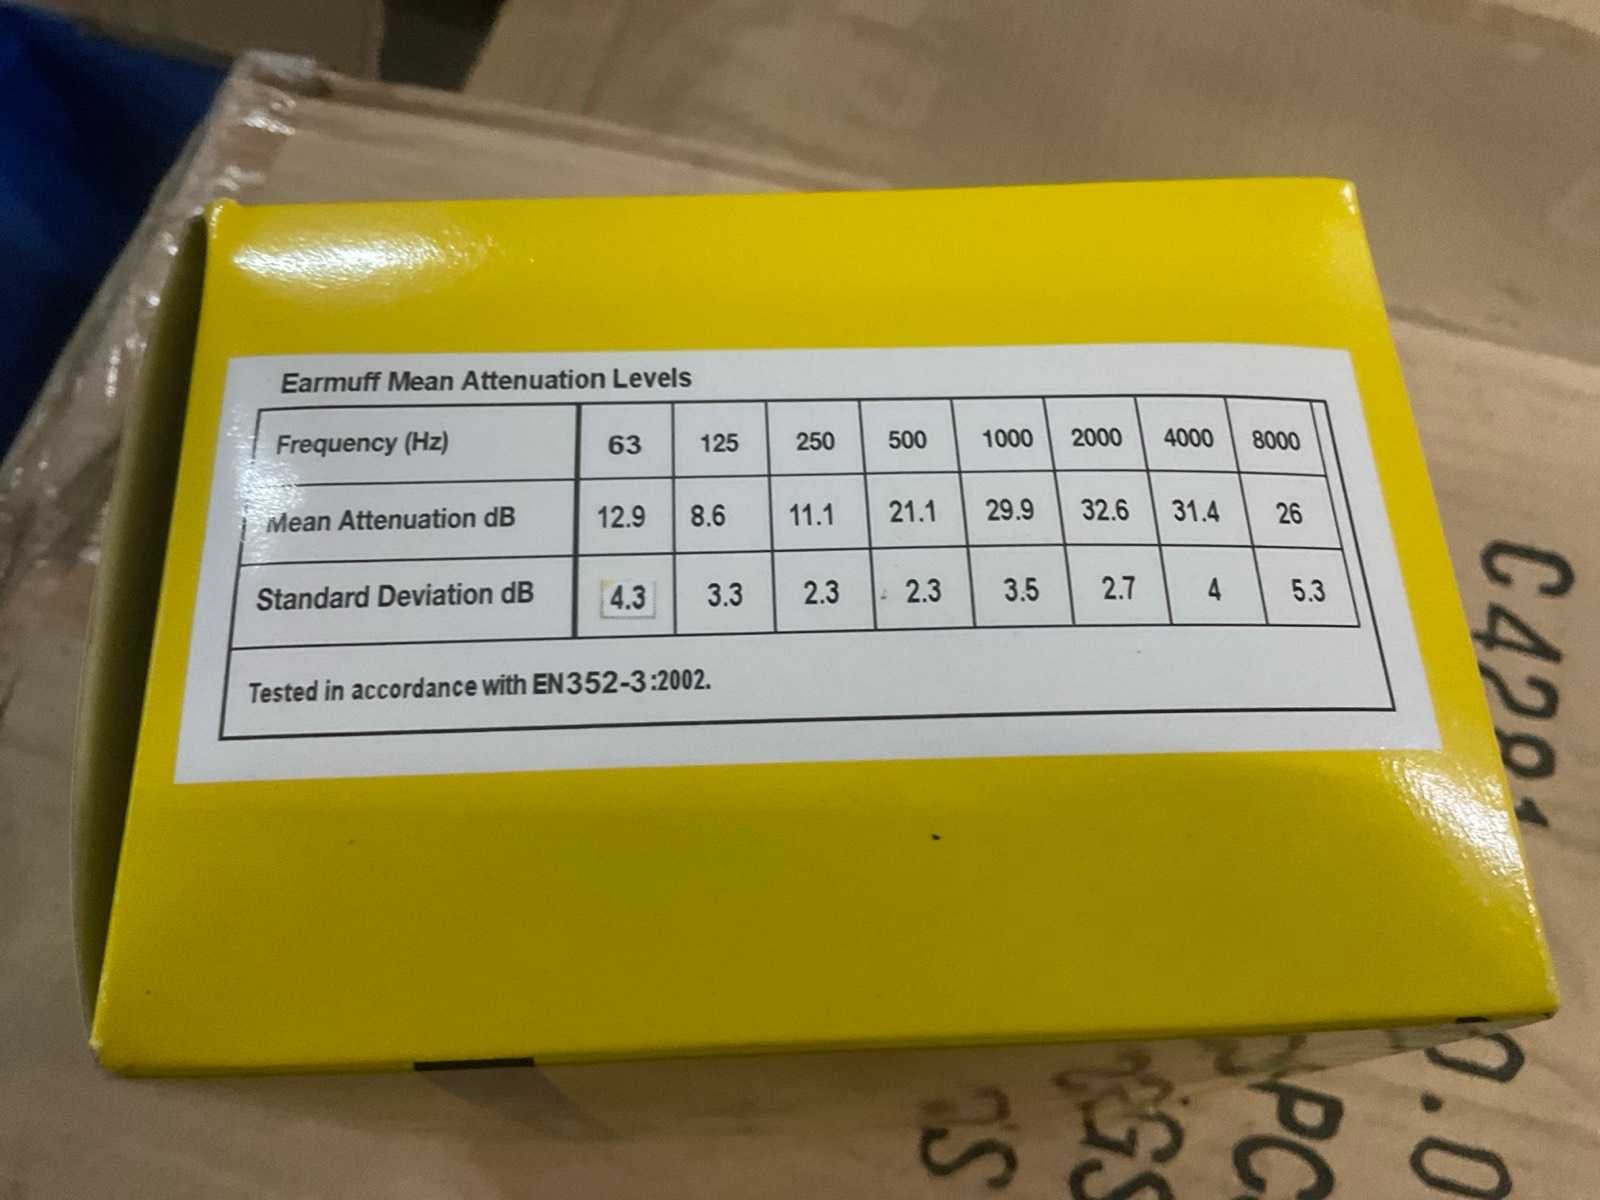 Earmuff Mean Attenuation Levels
Frequency (Hz) 63 125 250 500 1000 2000 4000 8000
Mean Attenuation dB 12.9 8.6 11.1 21.1 29.9 32.6 31.4 26
Standard Deviation dB 4.3 3.3 2.3 2.3 3.5 2.7 4 5.3
Tested in accordance with EN352-3:2002.